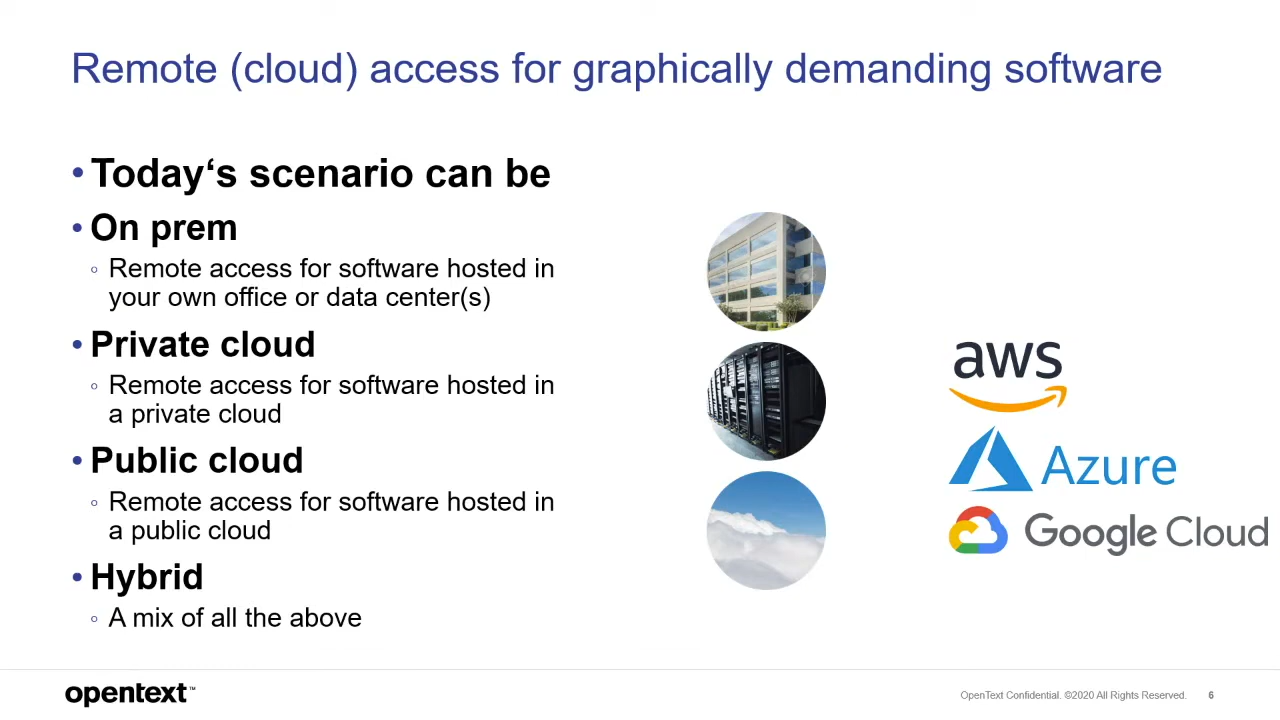 Remote (cloud) access for graphically demanding software
• Today‘s scenario can be
• On prem
◦ Remote access for software hosted in
your own office or data center(s)
• Private cloud
◦ Remote access for software hosted in
a private cloud
• Public cloud
◦ Remote access for software hosted in
a public cloud
• Hybrid
◦ A mix of all the above
aws
Azure
Google Cloud
opentext™
OpenText Confidential. ©2020 All Rights Reserved. 6